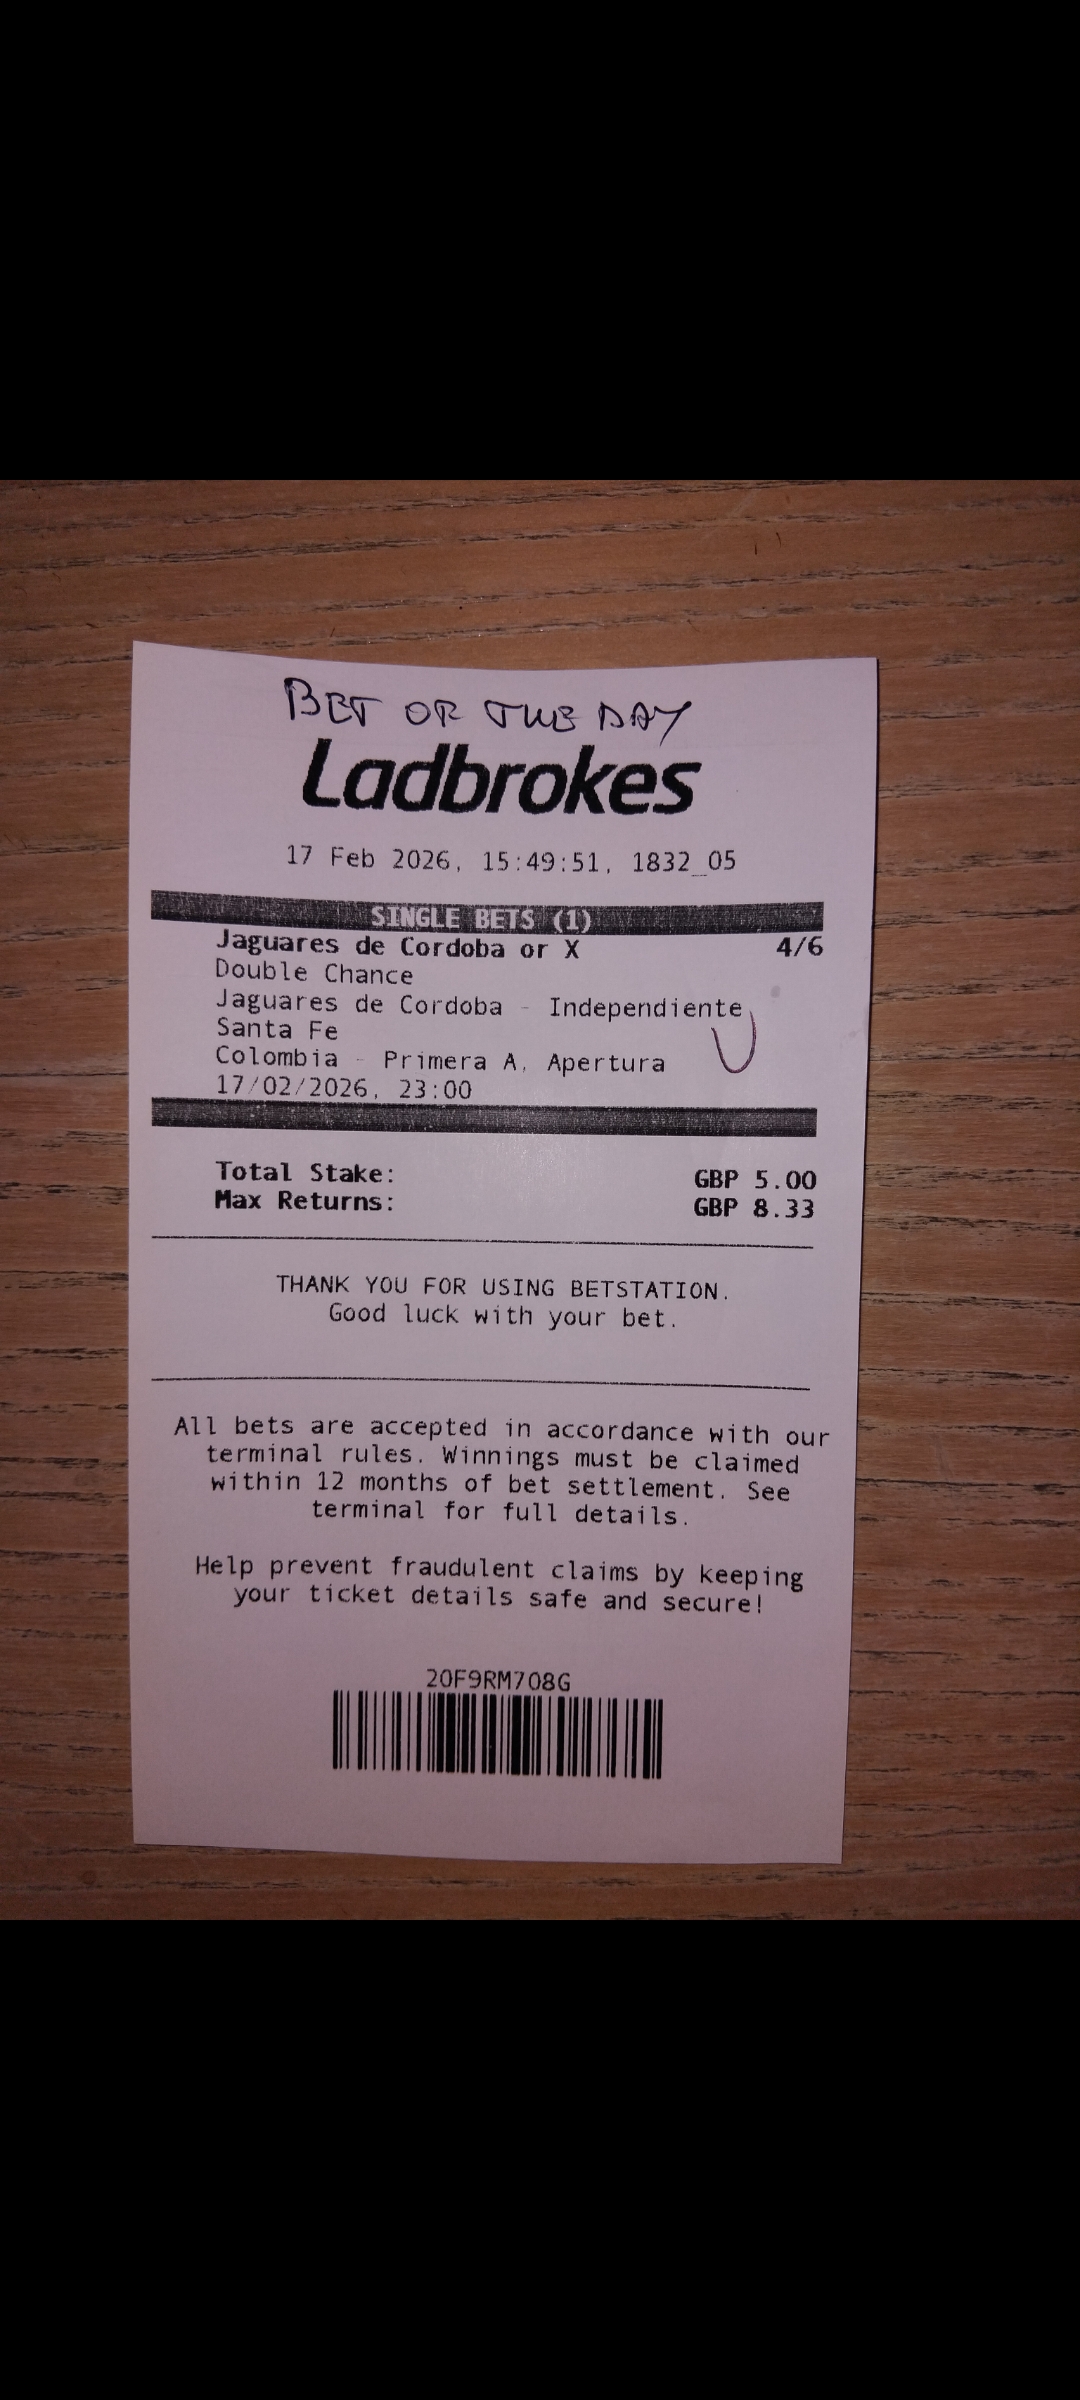 BET OF THE DAY
Ladbrokes
17 Feb 2026, 15:49:51, 1832_05
SINGLE BETS (1)
Jaguares de Cordoba or X 4/6
Double Chance
Jaguares de Cordoba - Independiente
Santa Fe
Colombia - Primera A, Apertura
17/02/2026, 23:00
Total Stake: GBP 5.00
Max Returns: GBP 8.33
THANK YOU FOR USING BETSTATION.
Good luck with your bet.
All bets are accepted in accordance with our
terminal rules. Winnings must be claimed
within 12 months of bet settlement. See
terminal for full details.
Help prevent fraudulent claims by keeping
your ticket details safe and secure!
20F9RM708G